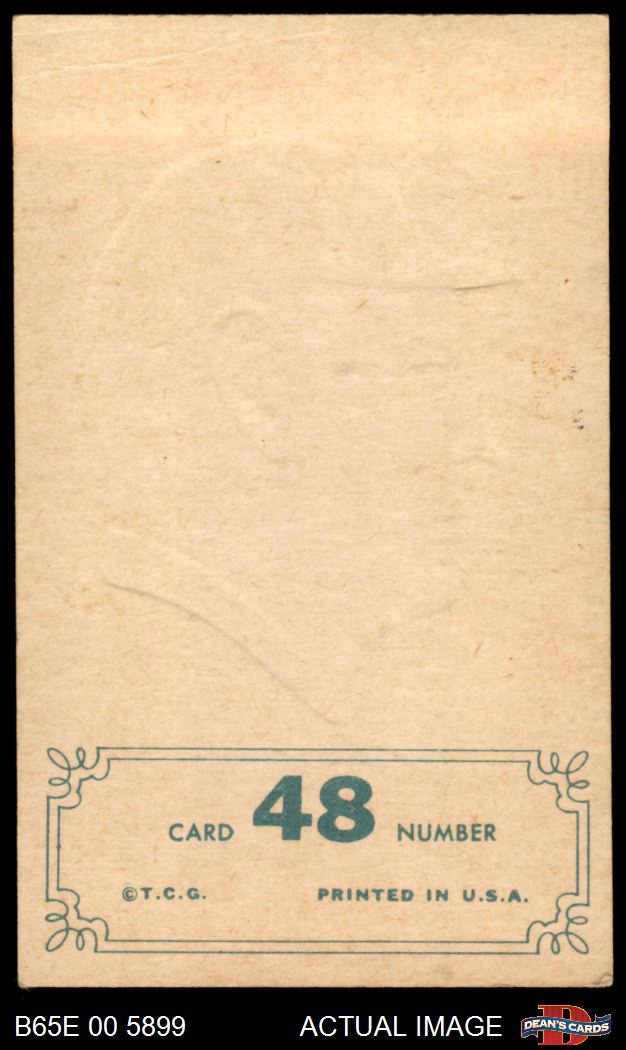 CARD 48 NUMBER
©T.C.G. PRINTED IN U.S.A.
B65E 00 5899 ACTUAL IMAGE DEAN'S CARDS